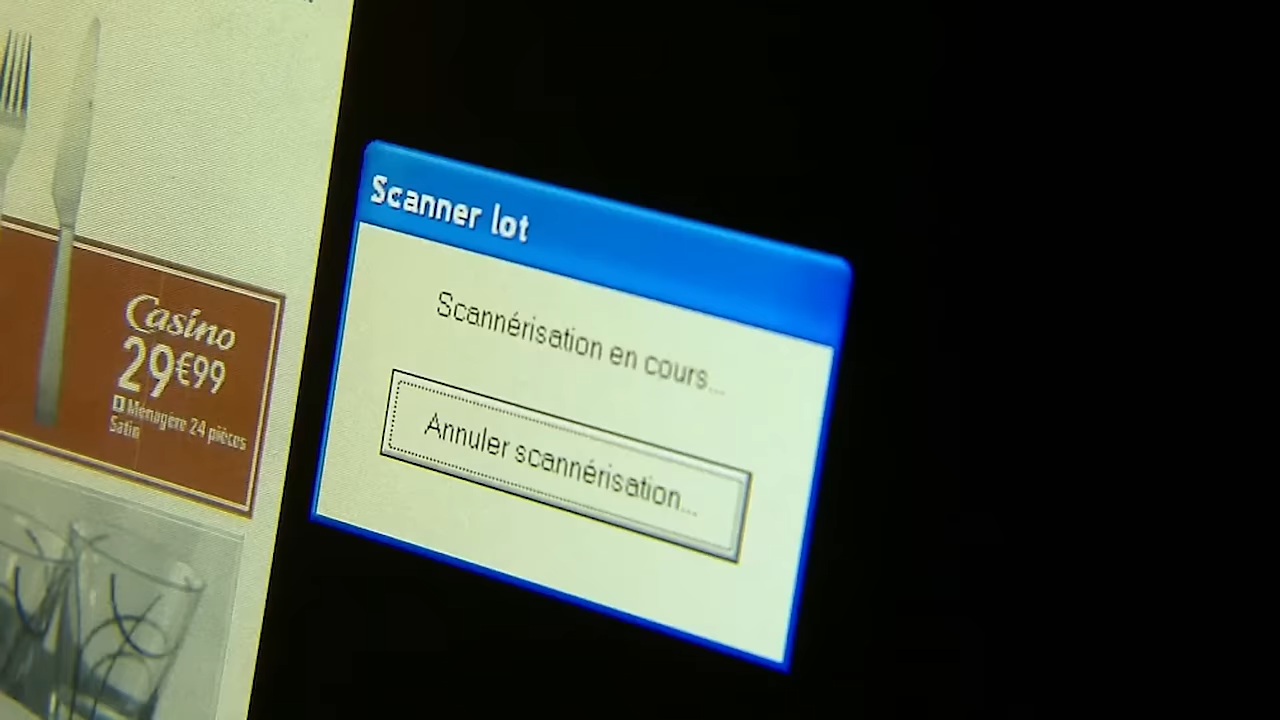 Casino
29€99
Ménagère 24 pièces
Satin
Scanner lot
Scannérisation en cours...
Annuler scannérisation...